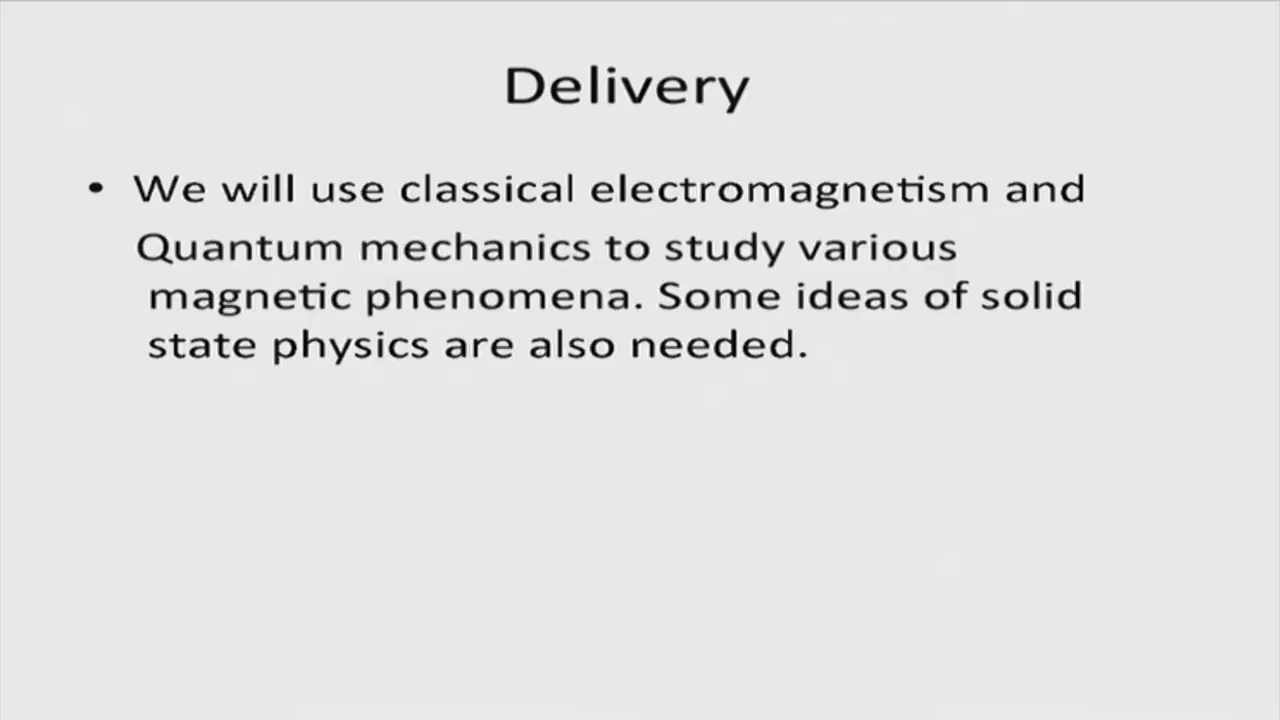 Delivery
• We will use classical electromagnetism and
Quantum mechanics to study various
magnetic phenomena. Some ideas of solid
state physics are also needed.